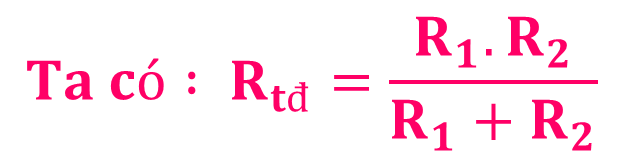 Ta có : R_tđ = (R_1 . R_2) / (R_1 + R_2)